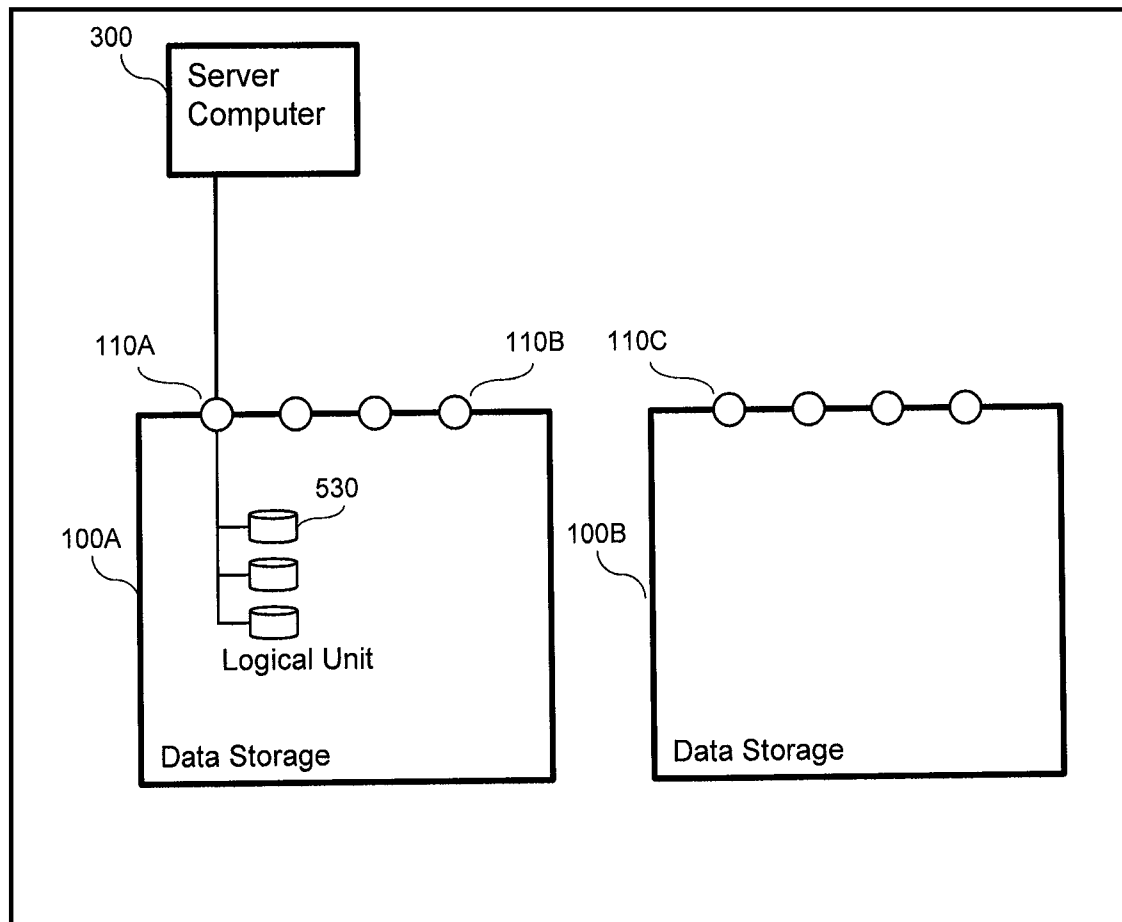 300
Server
Computer
110A
110B
110C
530
100A
100B
Logical Unit
Data Storage
Data Storage